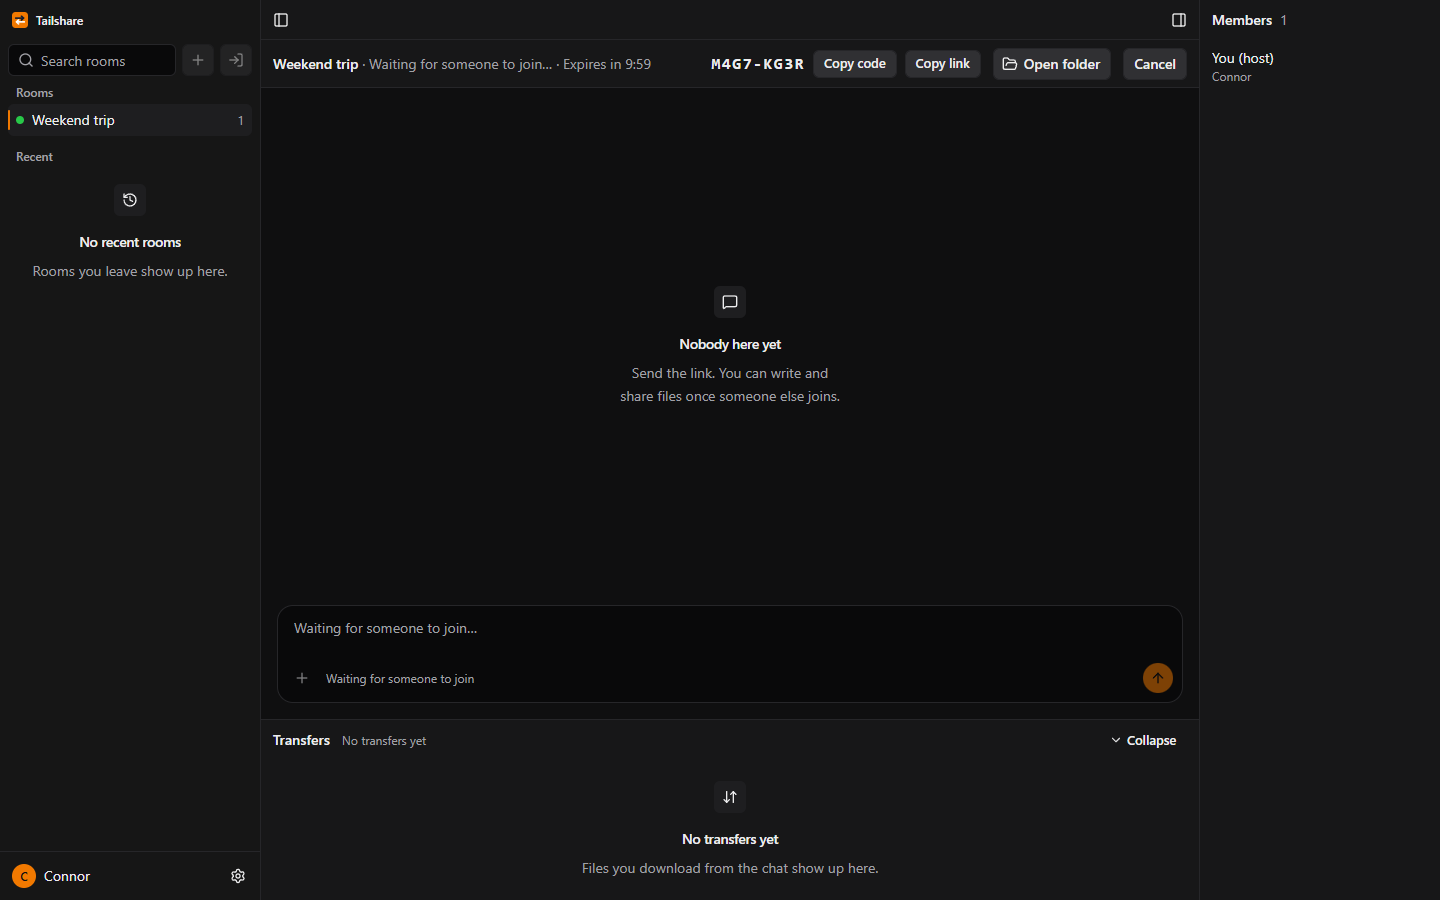 Tailshare
Search rooms
Rooms
Weekend trip 1
Recent
No recent rooms
Rooms you leave show up here.
C Connor
Weekend trip · Waiting for someone to join... · Expires in 9:59
M4G7-KG3R Copy code Copy link Open folder Cancel
Nobody here yet
Send the link. You can write and
share files once someone else joins.
Waiting for someone to join...
Waiting for someone to join
Transfers No transfers yet Collapse
No transfers yet
Files you download from the chat show up here.
Members 1
You (host)
Connor